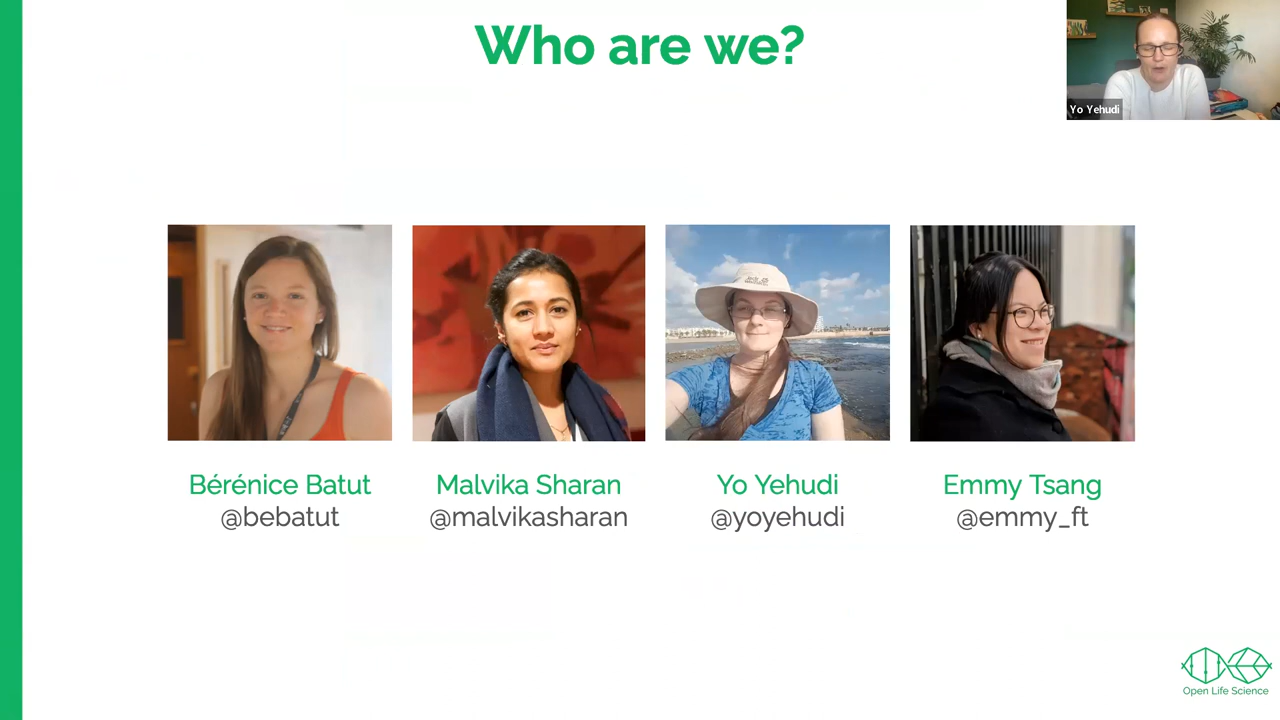 Who are we?
Yo Yehudi
Bérénice Batut
Malvika Sharan
Yo Yehudi
Emmy Tsang
@bebatut
@malvikasharan
@yoyehudi
@emmy_ft
Open Life Science